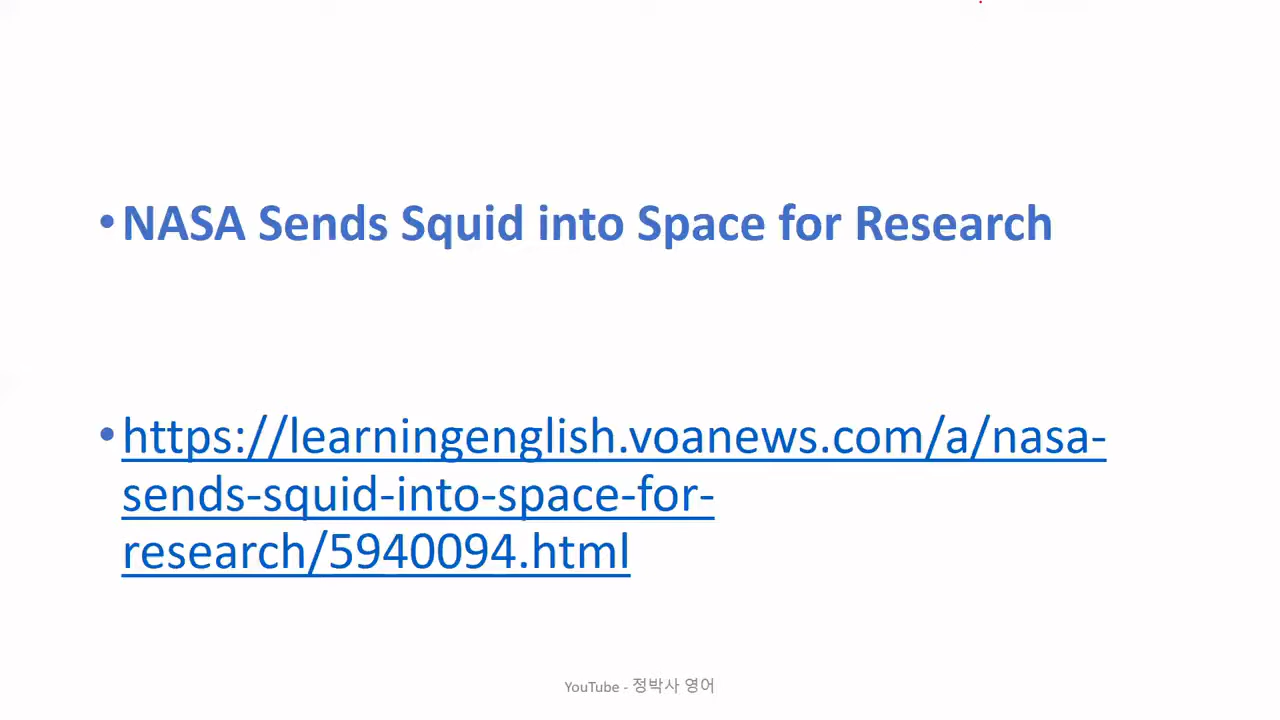 •NASA Sends Squid into Space for Research
•https://learningenglish.voanews.com/a/nasa-
sends-squid-into-space-for-
research/5940094.html
YouTube - 정박사 영어